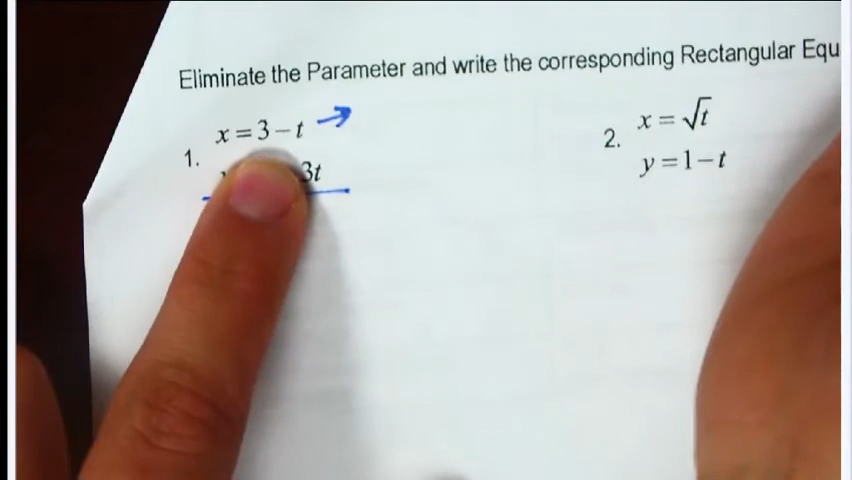 Eliminate the Parameter and write the corresponding Rectangular Equ
1. x = 3 − t
3t
2. x = √t
y = 1 − t